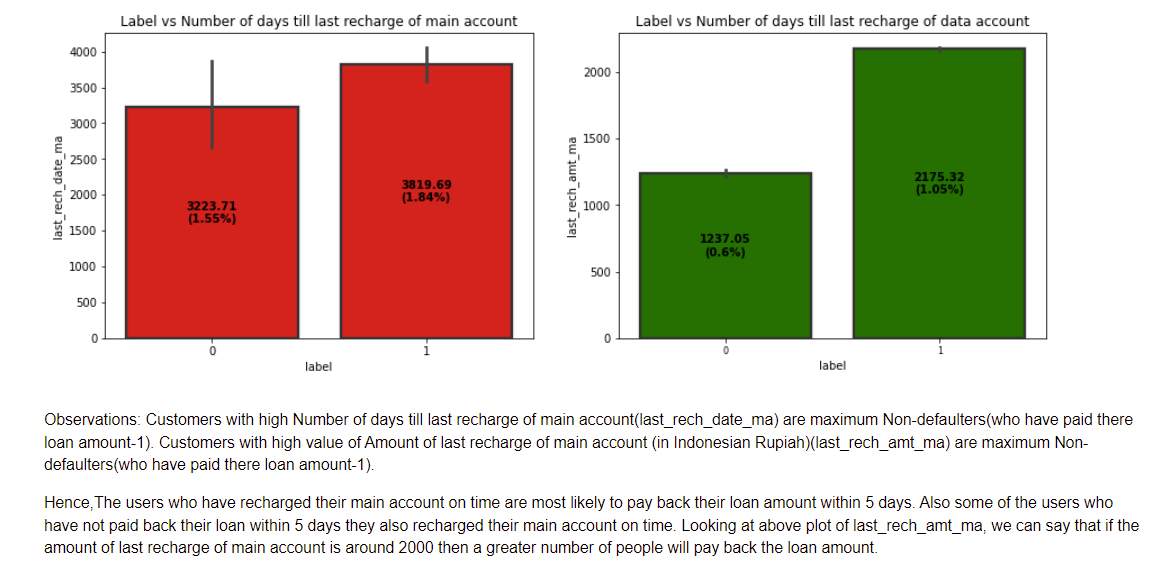 Label vs Number of days till last recharge of main account
last_rech_date_ma
4000
3500
3000
2500
2000
1500
1000
500
0
3223.71
(1.55%)
3819.69
(1.84%)
0
1
label
Label vs Number of days till last recharge of data account
last_rech_amt_ma
2000
1500
1000
500
0
1237.05
(0.6%)
2175.32
(1.05%)
0
1
label
Observations: Customers with high Number of days till last recharge of main account(last_rech_date_ma) are maximum Non-defaulters(who have paid there
loan amount-1). Customers with high value of Amount of last recharge of main account (in Indonesian Rupiah)(last_rech_amt_ma) are maximum Non-
defaulters(who have paid there loan amount-1).
Hence,The users who have recharged their main account on time are most likely to pay back their loan amount within 5 days. Also some of the users who
have not paid back their loan within 5 days they also recharged their main account on time. Looking at above plot of last_rech_amt_ma, we can say that if the
amount of last recharge of main account is around 2000 then a greater number of people will pay back the loan amount.